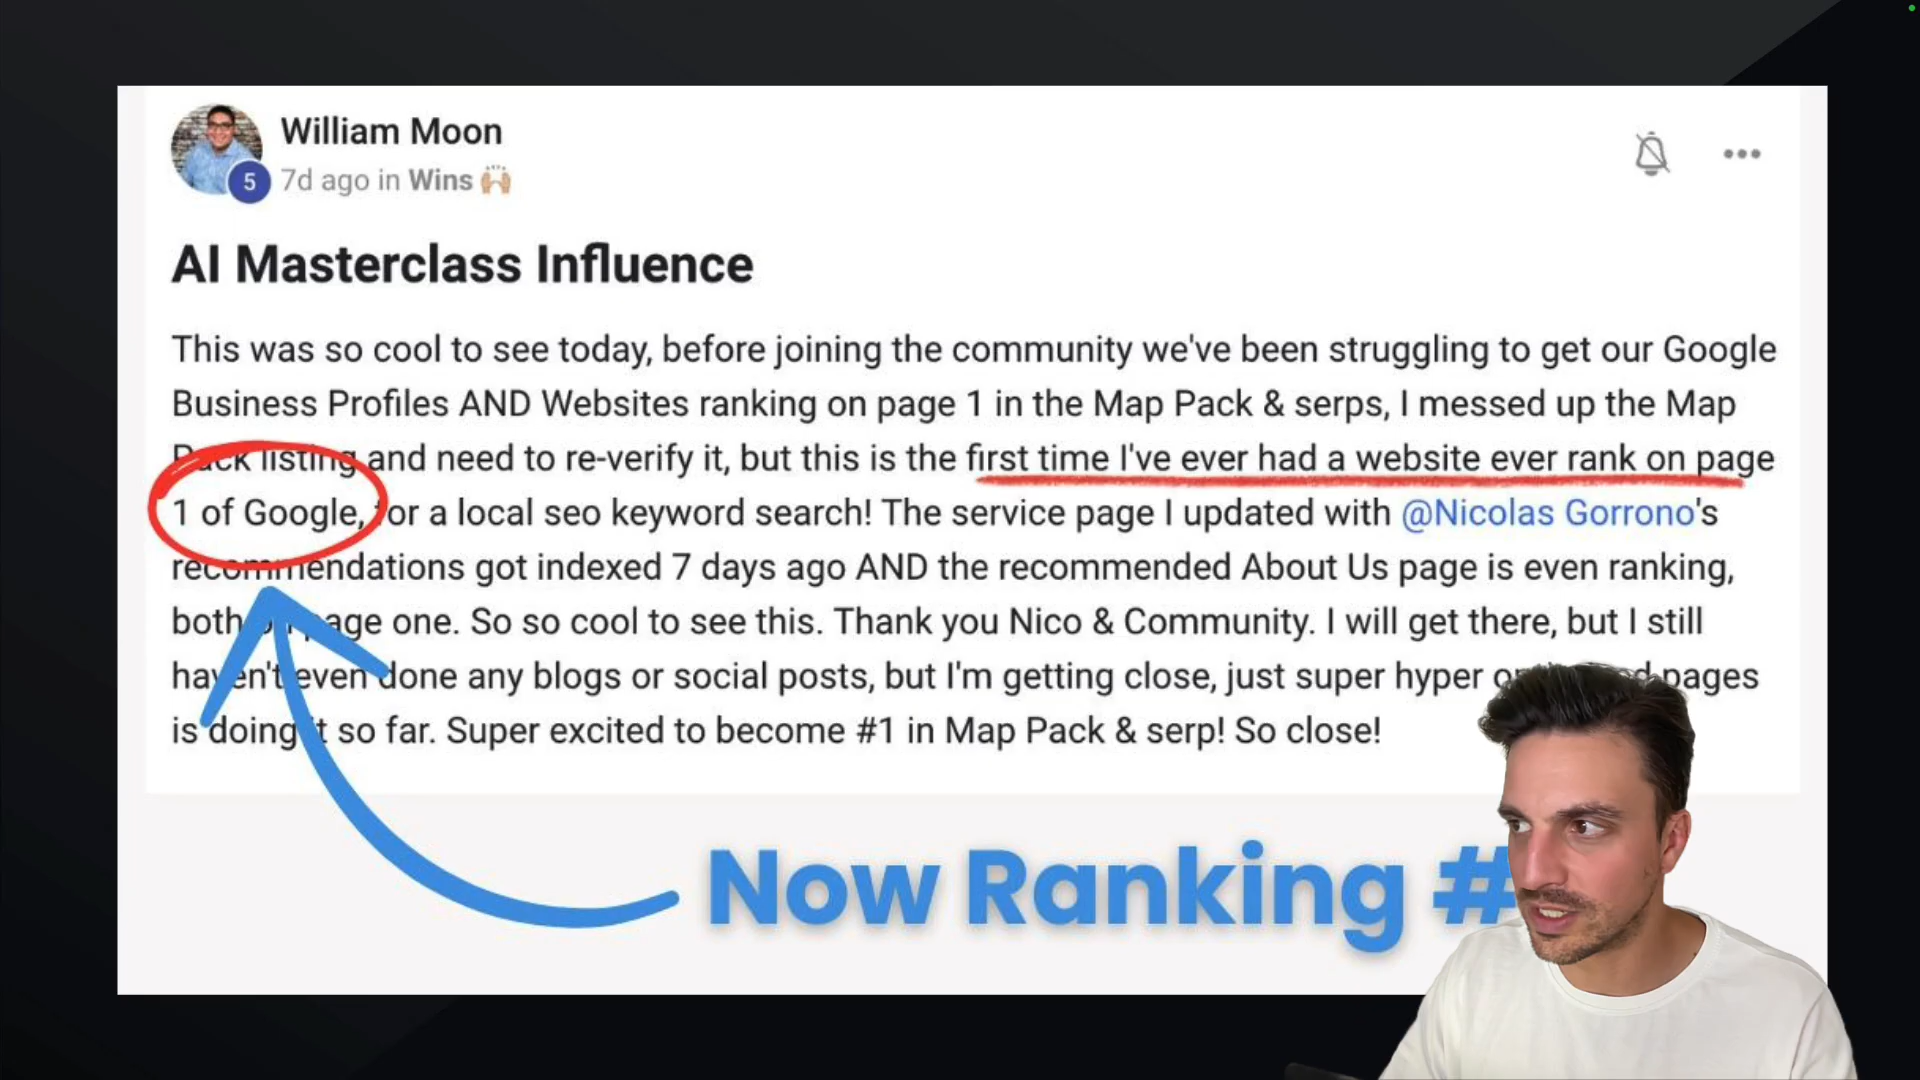 William Moon
5
7d ago in Wins
AI Masterclass Influence
This was so cool to see today, before joining the community we've been struggling to get our Google
Business Profiles AND Websites ranking on page 1 in the Map Pack & serps, I messed up the Map
Pack listing and need to re-verify it, but this is the first time I've ever had a website ever rank on page
1 of Google, for a local seo keyword search! The service page I updated with @Nicolas Gorrono's
recommendations got indexed 7 days ago AND the recommended About Us page is even ranking,
both on page one. So so cool to see this. Thank you Nico & Community. I will get there, but I still
haven't even done any blogs or social posts, but I'm getting close, just super hyper pages
is doing it so far. Super excited to become #1 in Map Pack & serp! So close!
Now Ranking #